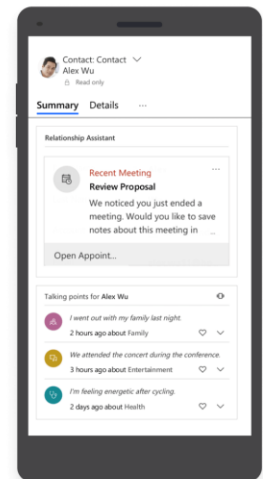 Contact: Contact
Alex Wu
Read only
Summary Details ...
Relationship Assistant
Recent Meeting ...
Review Proposal
We noticed you just ended a
meeting. Would you like to save
notes about this meeting in ..
Open Appoint...
Talking points for Alex Wu
I went out with my family last night.
2 hours ago about Family
We attended the concert during the conference.
3 hours ago about Entertainment
I'm feeling energetic after cycling.
2 days ago about Health